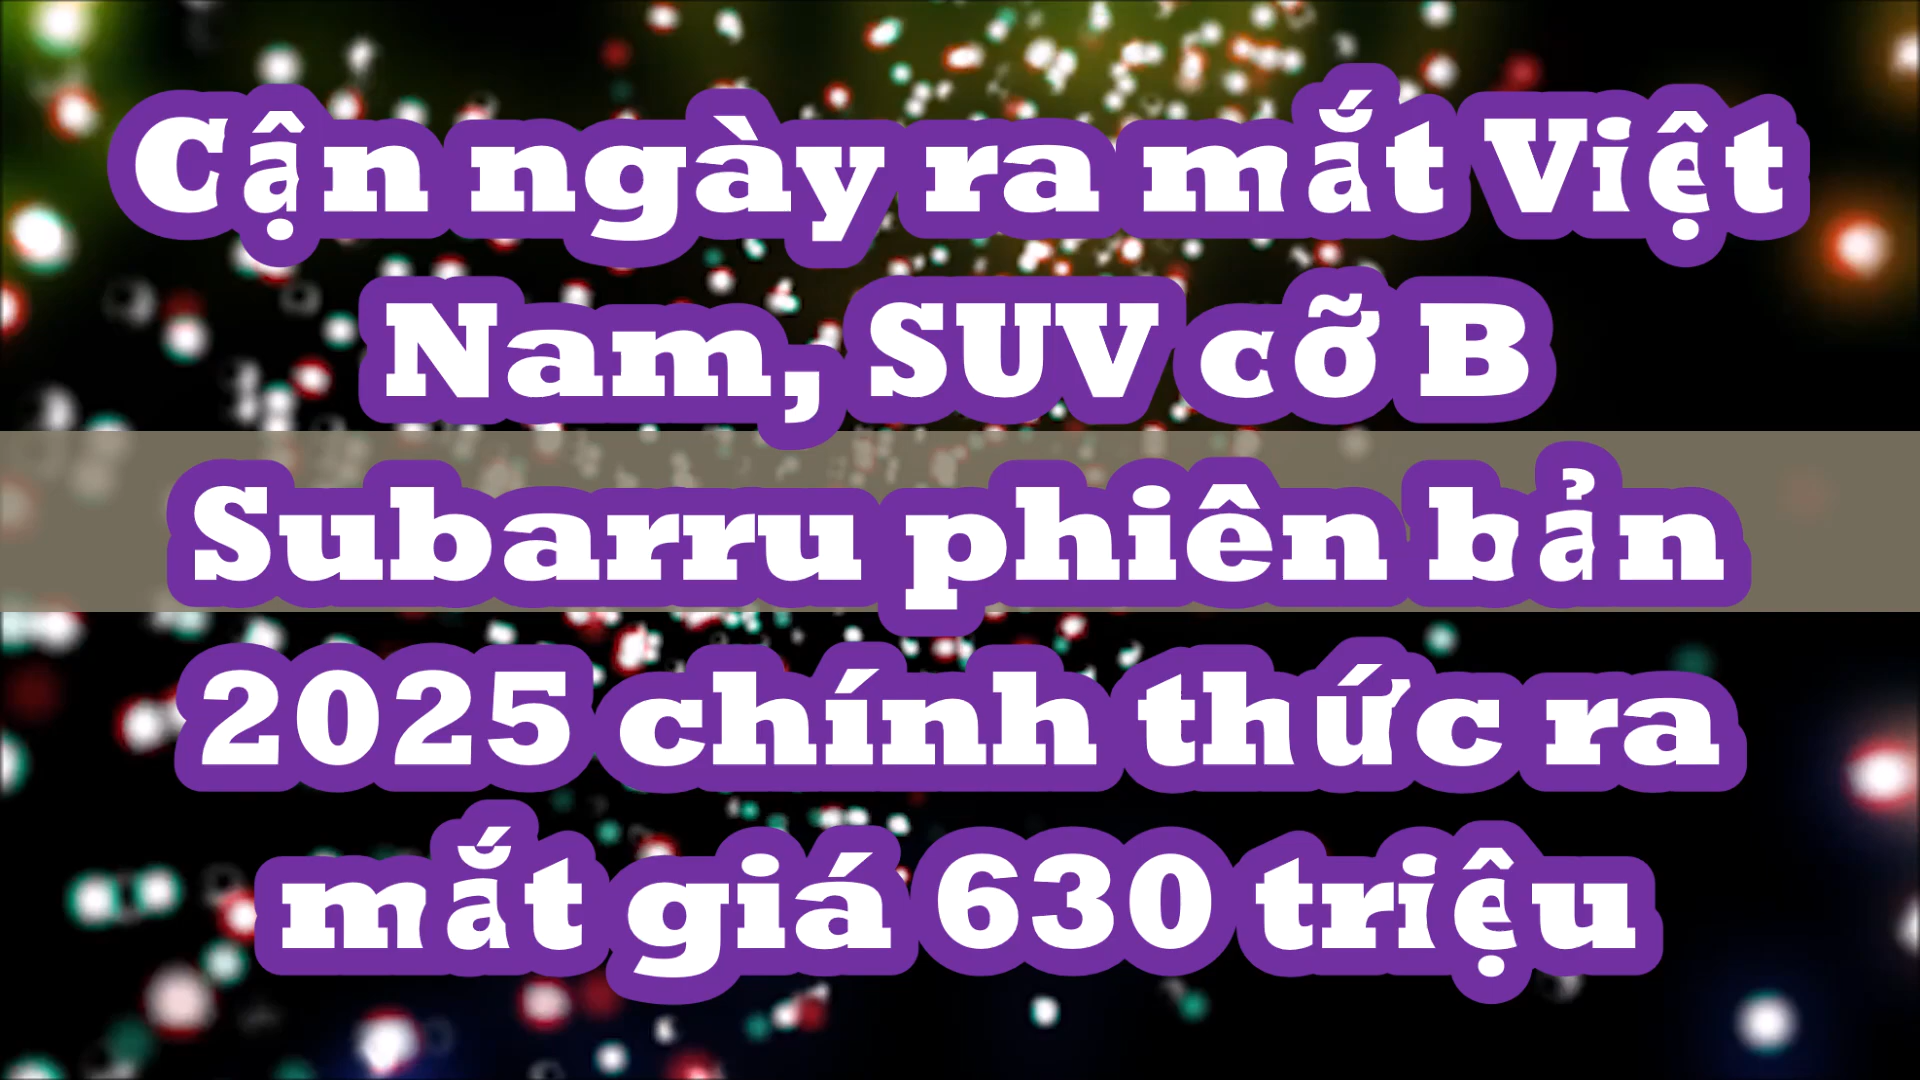 Cận ngày ra mắt Việt
Nam, SUV cỡ B
Subarru phiên bản
2025 chính thức ra
mắt giá 630 triệu